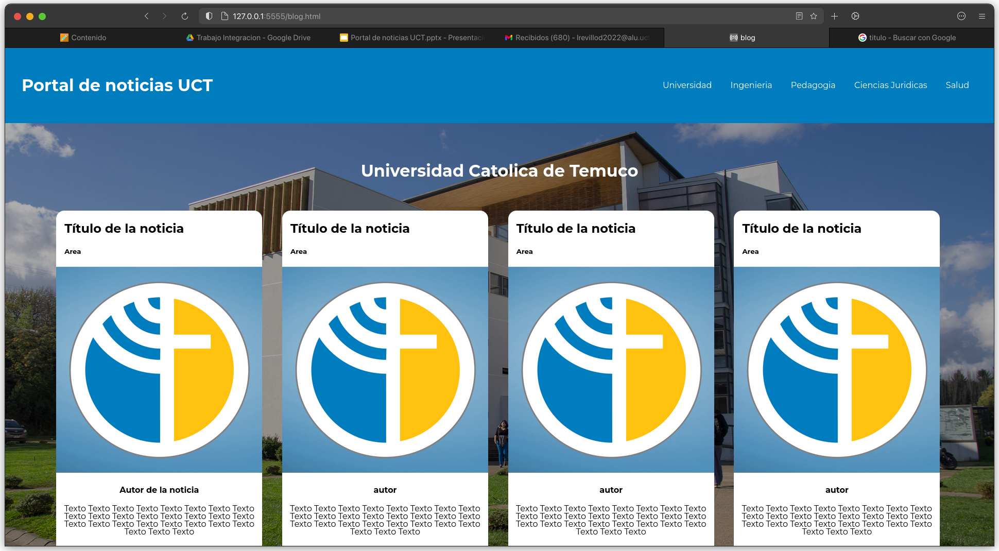 127.0.0.1:5555/blog.html
Contenido
Trabajo Integracion - Google Drive
Portal de noticias UCT.pptx - Presentaci
Recibidos (680) - lrevillod2022@alu.uct
blog
titulo - Buscar con Google
Portal de noticias UCT
Universidad Ingenieria Pedagogia Ciencias Juridicas Salud
Universidad Catolica de Temuco
Título de la noticia
Area
Autor de la noticia
Texto Texto Texto Texto Texto Texto Texto Texto
Texto Texto Texto Texto Texto Texto Texto Texto
Texto Texto Texto Texto Texto Texto Texto Texto
Texto Texto Texto
Título de la noticia
Area
autor
Texto Texto Texto Texto Texto Texto Texto Texto
Texto Texto Texto Texto Texto Texto Texto Texto
Texto Texto Texto Texto Texto Texto Texto Texto
Texto Texto Texto
Título de la noticia
Area
autor
Texto Texto Texto Texto Texto Texto Texto Texto
Texto Texto Texto Texto Texto Texto Texto Texto
Texto Texto Texto Texto Texto Texto Texto Texto
Texto Texto Texto
Título de la noticia
Area
autor
Texto Texto Texto Texto Texto Texto Texto Texto
Texto Texto Texto Texto Texto Texto Texto Texto
Texto Texto Texto Texto Texto Texto Texto Texto
Texto Texto Texto